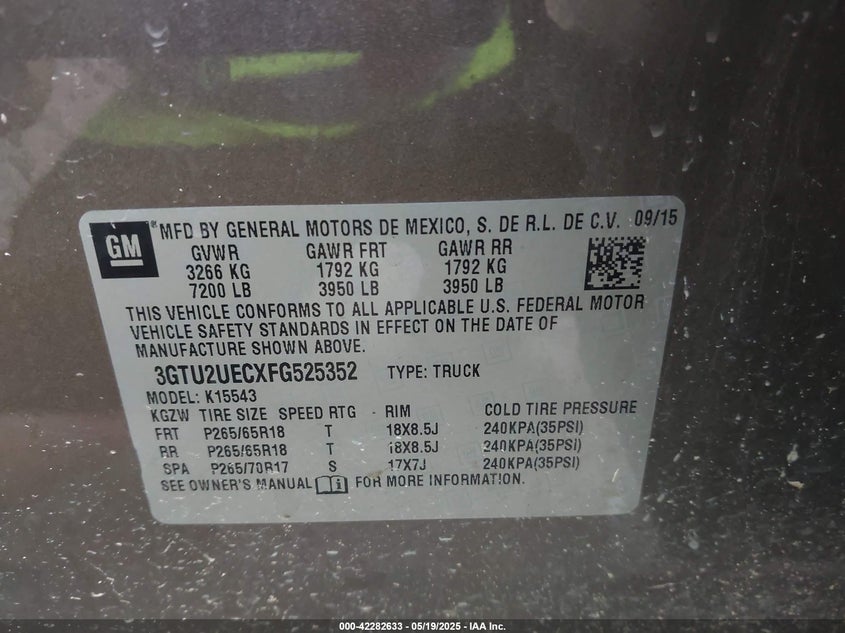 GM
MFD BY GENERAL MOTORS DE MEXICO, S. DE R.L. DE C.V. 09/15
GVWR GAWR FRT GAWR RR
3266 KG 1792 KG 1792 KG
7200 LB 3950 LB 3950 LB
THIS VEHICLE CONFORMS TO ALL APPLICABLE U.S. FEDERAL MOTOR
VEHICLE SAFETY STANDARDS IN EFFECT ON THE DATE OF
MANUFACTURE SHOWN ABOVE.
3GTU2UECXFG525352 TYPE: TRUCK
MODEL: K15543
KGZW TIRE SIZE SPEED RTG RIM COLD TIRE PRESSURE
FRT P265/65R18 T 18X8.5J 240KPA(35PSI)
RR P265/65R18 T 18X8.5J 240KPA(35PSI)
SPA P265/70R17 S 17X7J 240KPA(35PSI)
SEE OWNER'S MANUAL FOR MORE INFORMATION.
000-42282633 - 05/19/2025 - IAA Inc.